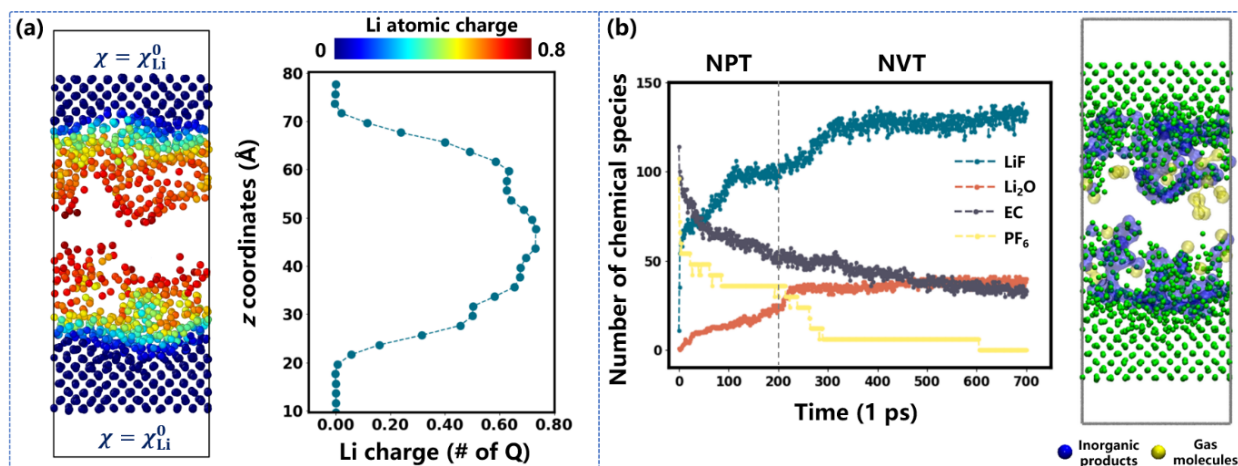 (a)
Li atomic charge
0 0.8
χ = χ⁰Li
χ = χ⁰Li
z coordinates (Å)
80
70
60
50
40
30
20
10
0.00 0.20 0.40 0.60 0.80
Li charge (# of Q)
(b)
NPT NVT
Number of chemical species
150
100
50
0
LiF
Li₂O
EC
PF₆
0 100 200 300 400 500 600 700
Time (1 ps)
Inorganic
products
Gas
molecules